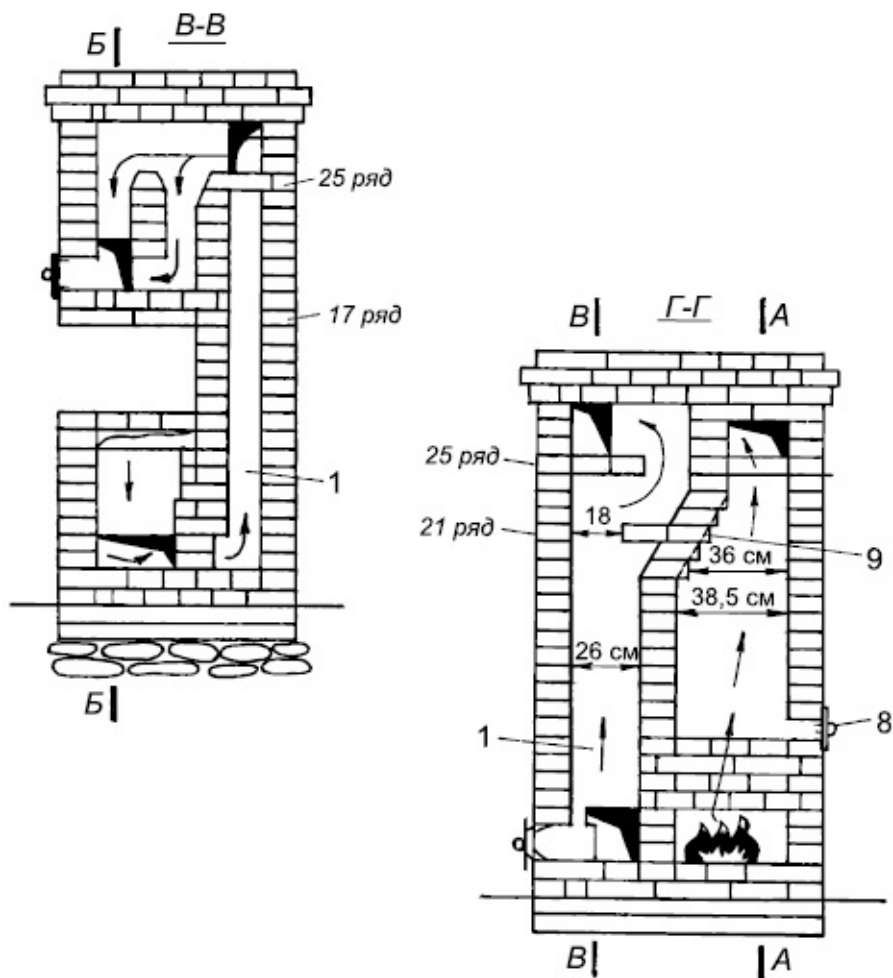 В-В
Б
25 ряд
17 ряд
1
Б
Г-Г
В
А
25 ряд
18
21 ряд
9
36 см
38,5 см
26 см
8
1
В
А